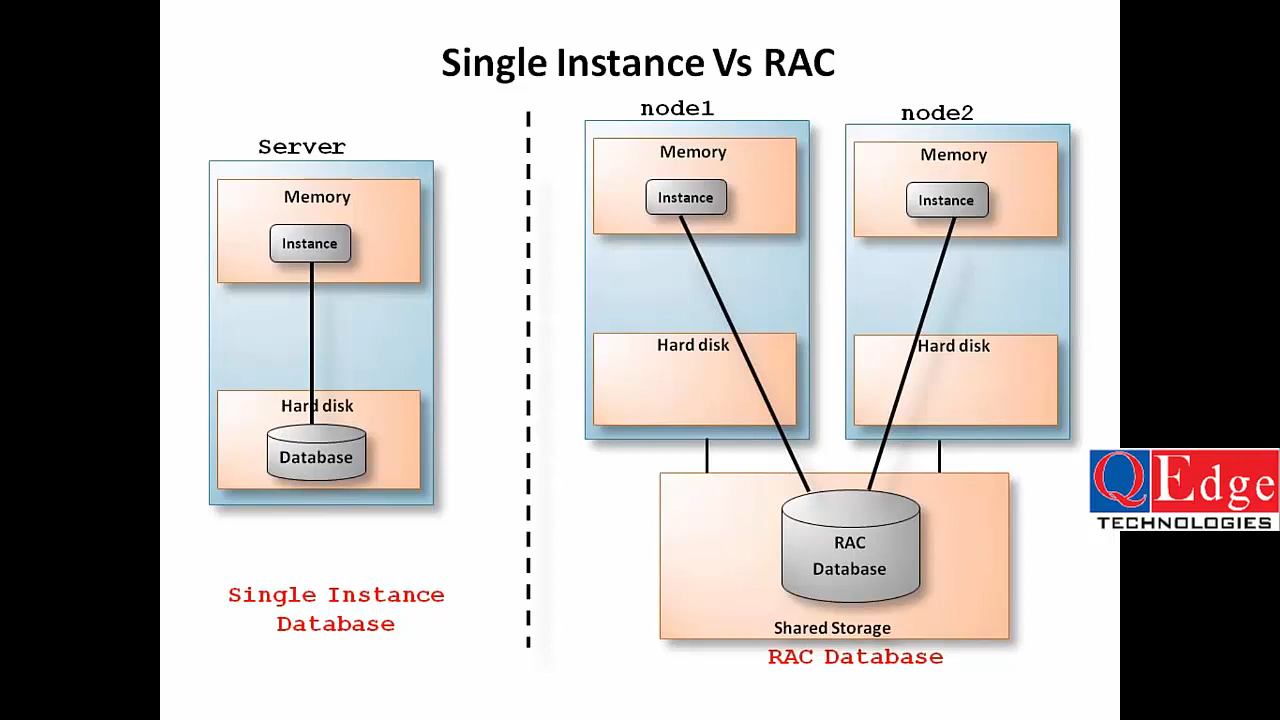 Single Instance Vs RAC
Server
Memory
Instance
Hard disk
Database
Single Instance
Database
node1
Memory
Instance
Hard disk
node2
Memory
Instance
Hard disk
RAC
Database
Shared Storage
RAC Database
QEdge
TECHNOLOGIES